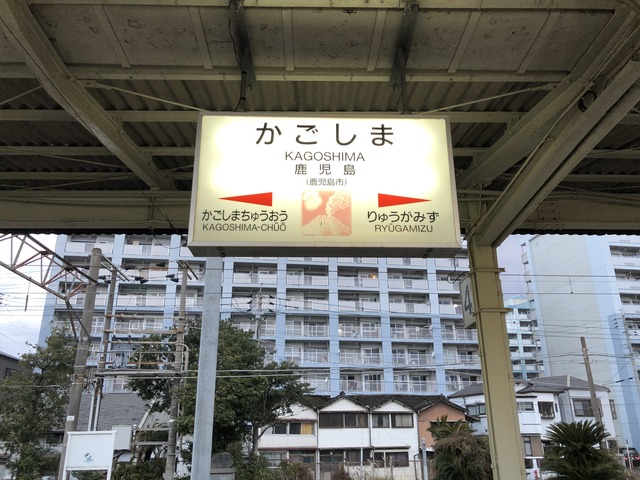 かごしま
KAGOSHIMA
鹿児島
(鹿児島市)
かごしまちゅうおう
KAGOSHIMA-CHŪŌ
りゅうがみず
RYŪGAMIZU
4